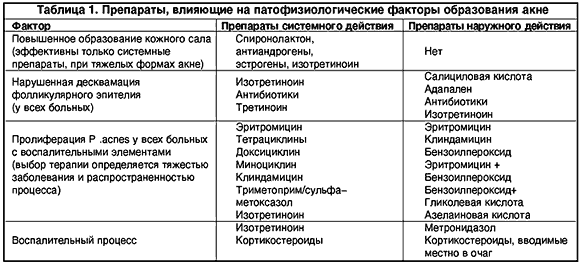 Таблица 1. Препараты, влияющие на патофизиологические факторы образования акне
Фактор
Препараты системного действия
Препараты наружного действия
Повышенное образование кожного сала
(эффективны только системные
препараты, при тяжелых формах акне)
Спиронолактон,
антиандрогены,
эстрогены, изотретиноин
Нет
Нарушенная десквамация
фолликулярного эпителия
(у всех больных)
Изотретиноин
Антибиотики
Третиноин
Салициловая кислота
Адапален
Антибиотики
Изотретиноин
Пролиферация P .acnes у всех больных
с воспалительными элементами
(выбор терапии определяется тяжестью
заболевания и распространенностью
процесса)
Эритромицин
Тетрациклины
Доксициклин
Миноциклин
Клиндамицин
Триметоприм/сульфа–
метоксазол
Изотретиноин
Эритромицин
Клиндамицин
Бензоилпероксид
Эритромицин +
Бензоилпероксид
Бензоилпероксид+
Гликолевая кислота
Азелаиновая кислота
Воспалительный процесс
Изотретиноин
Кортикостероиды
Метронидазол
Кортикостероиды, вводимые
местно в очаг